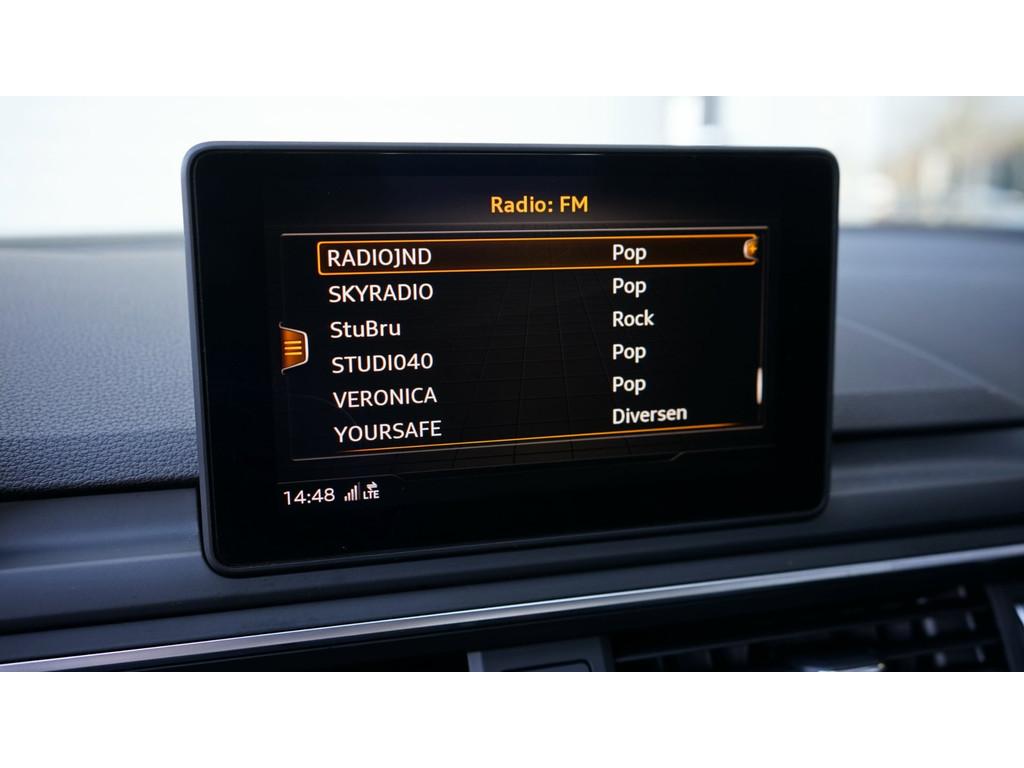 Radio: FM
RADIOJND Pop
SKYRADIO Pop
StuBru Rock
STUDIO40 Pop
VERONICA Pop
YOURSAFE Diversen
14:48 LTE